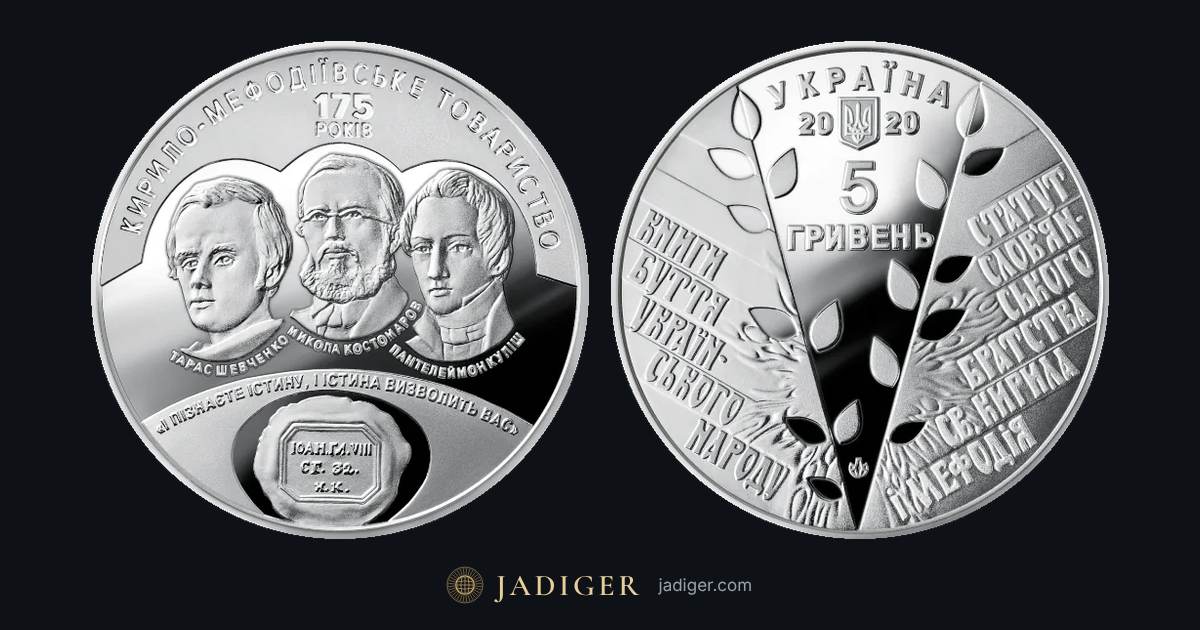 КИРИЛО-МЕФОДІЇВСЬКЕ ТОВАРИСТВО
175
РОКІВ
ТАРАС ШЕВЧЕНКО
МИКОЛА КОСТОМАРОВ
ПАНТЕЛЕЙМОН КУЛІШ
«І ПІЗНАЄТЕ ІСТИНУ, І ІСТИНА ВИЗВОЛИТЬ ВАС»
ІОАН.ГЛ.VIII
СТ. 32.
УКРАЇНА
2020
5
ГРИВЕНЬ
КНИГИ
БУТТЯ
УКРАЇН-
СЬКОГО
НАРОДУ
СТАТУТ
СЛОВ'ЯН-
СЬКОГО
БРАТСТВА
СВ. КИРИЛА
І МЕФОДІЯ
JADIGER jadiger.com